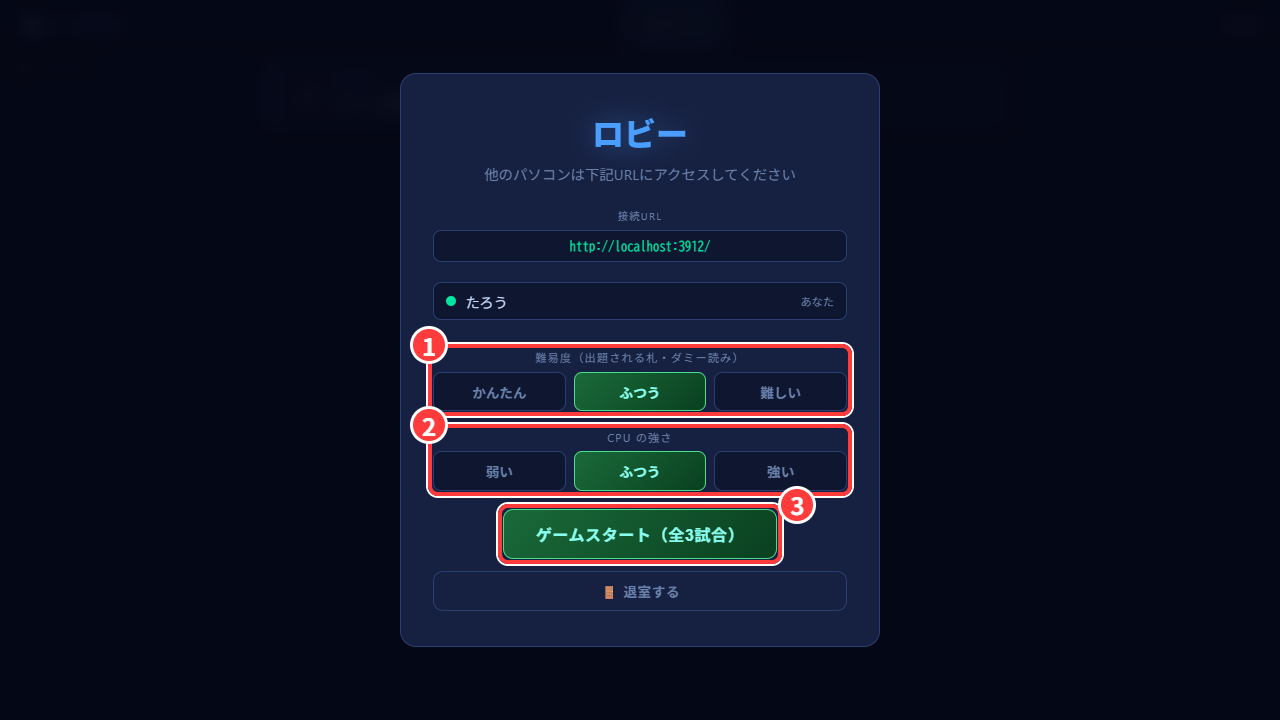 ロビー
他のパソコンは下記URLにアクセスしてください
接続URL
http://localhost:3912/
たろう あなた
1
難易度（出題される札・ダミー読み）
かんたん ふつう 難しい
2
CPU の強さ
弱い ふつう 強い
3
ゲームスタート（全3試合）
退室する